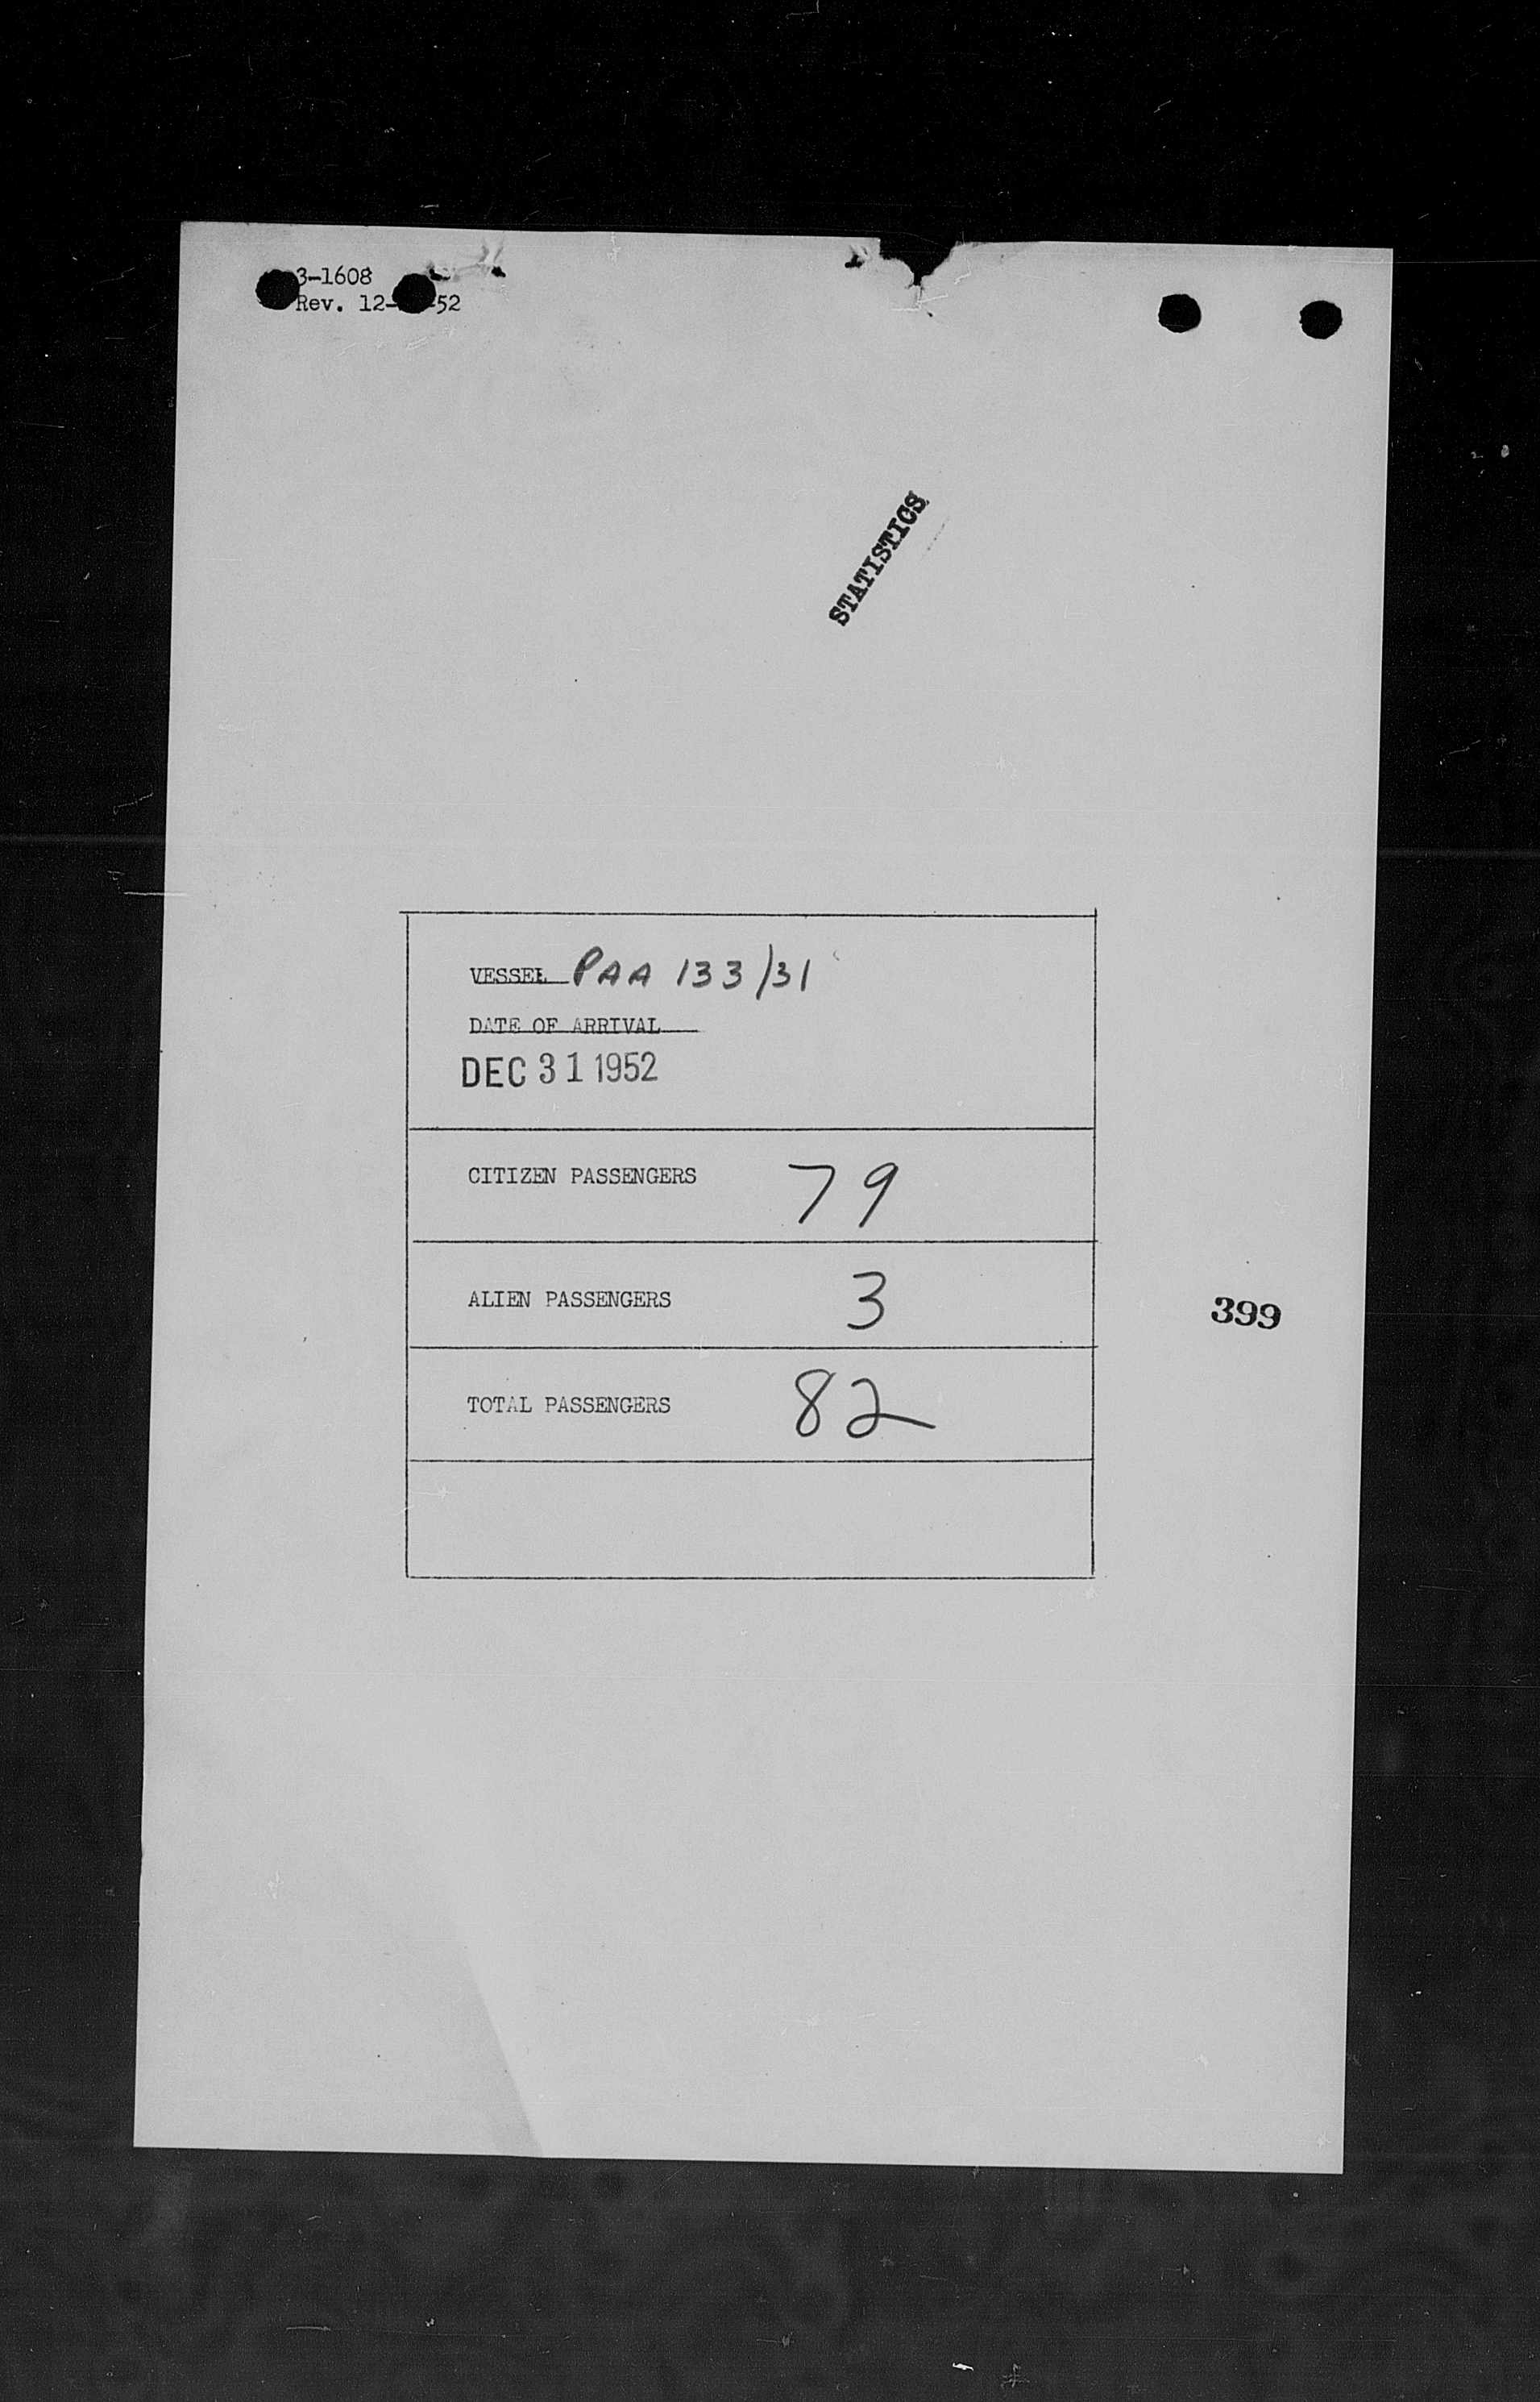 3-1608
Rev. 12- -52
STATISTICS
VESSEL PAA 133/31
DATE OF ARRIVAL
DEC 31 1952
CITIZEN PASSENGERS 79
ALIEN PASSENGERS 3
399
TOTAL PASSENGERS 82